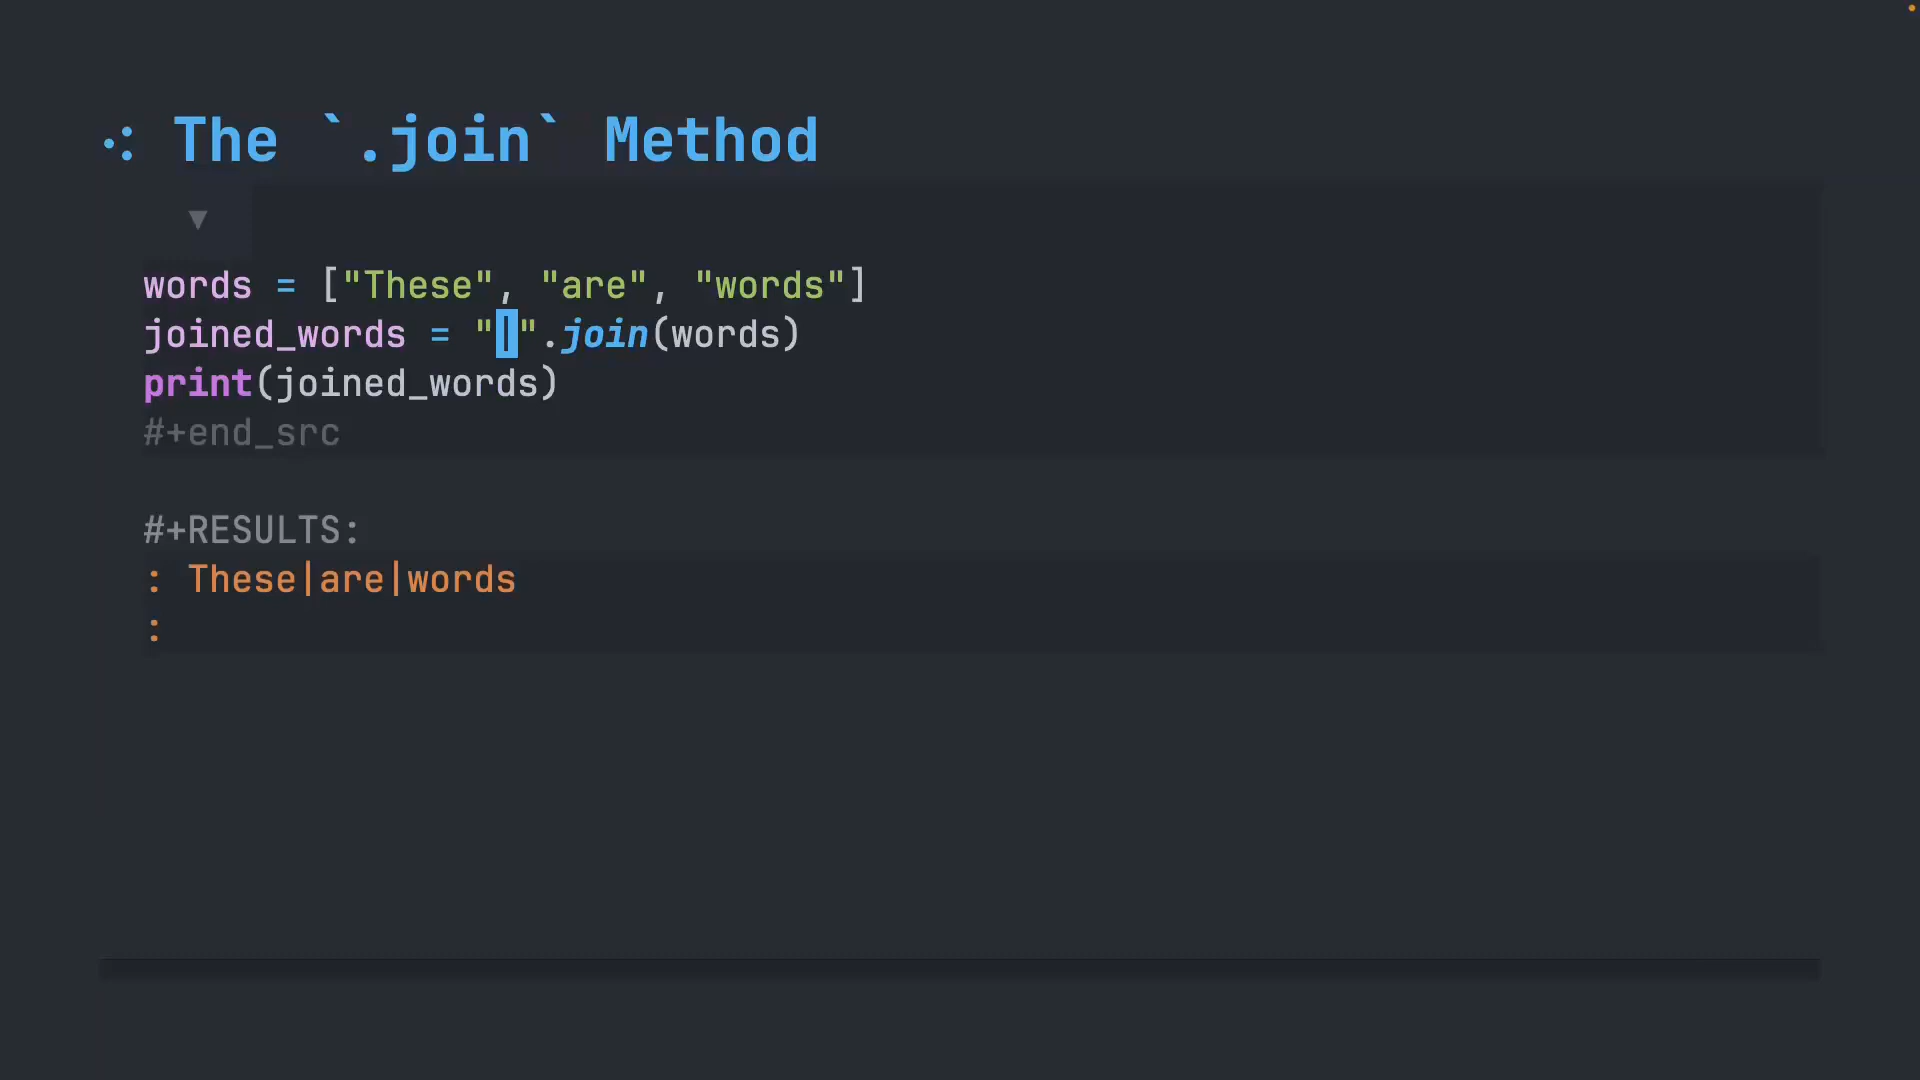 The `.join` Method
▼
words = ["These", "are", "words"]
joined_words = "|".join(words)
print(joined_words)
#+end_src
#+RESULTS:
: These|are|words
: